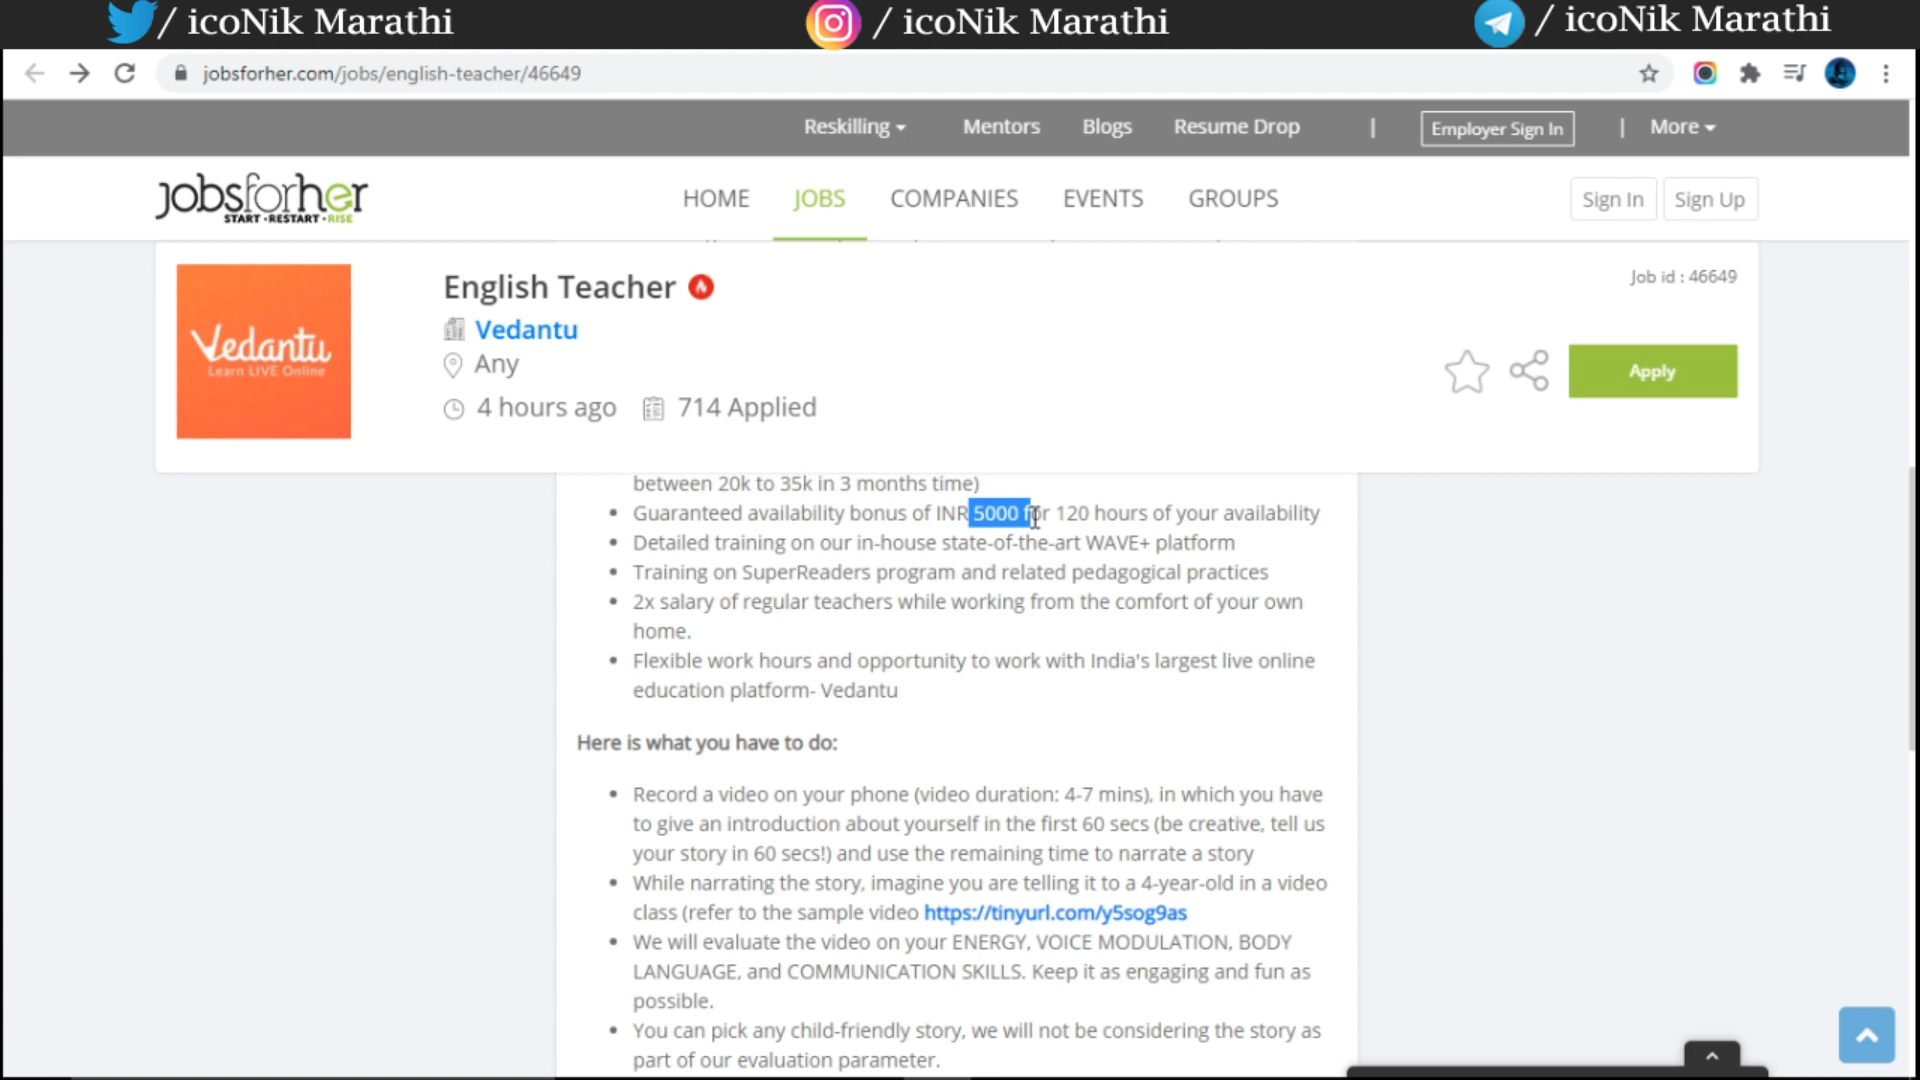 / icoNik Marathi
/ icoNik Marathi
/ icoNik Marathi
jobsforher.com/jobs/english-teacher/46649
Reskilling
Mentors
Blogs
Resume Drop
|
Employer Sign In
|
More
jobsforher
START • RESTART • RISE
HOME
JOBS
COMPANIES
EVENTS
GROUPS
Sign In
Sign Up
Vedantu
Learn LIVE Online
English Teacher
Job id : 46649
Vedantu
Any
4 hours ago
714 Applied
Apply
between 20k to 35k in 3 months time)
• Guaranteed availability bonus of INR 5000 for 120 hours of your availability
• Detailed training on our in-house state-of-the-art WAVE+ platform
• Training on SuperReaders program and related pedagogical practices
• 2x salary of regular teachers while working from the comfort of your own
home.
• Flexible work hours and opportunity to work with India's largest live online
education platform- Vedantu
Here is what you have to do:
• Record a video on your phone (video duration: 4-7 mins), in which you have
to give an introduction about yourself in the first 60 secs (be creative, tell us
your story in 60 secs!) and use the remaining time to narrate a story
• While narrating the story, imagine you are telling it to a 4-year-old in a video
class (refer to the sample video https://tinyurl.com/y5sog9as
• We will evaluate the video on your ENERGY, VOICE MODULATION, BODY
LANGUAGE, and COMMUNICATION SKILLS. Keep it as engaging and fun as
possible.
• You can pick any child-friendly story, we will not be considering the story as
part of our evaluation parameter.